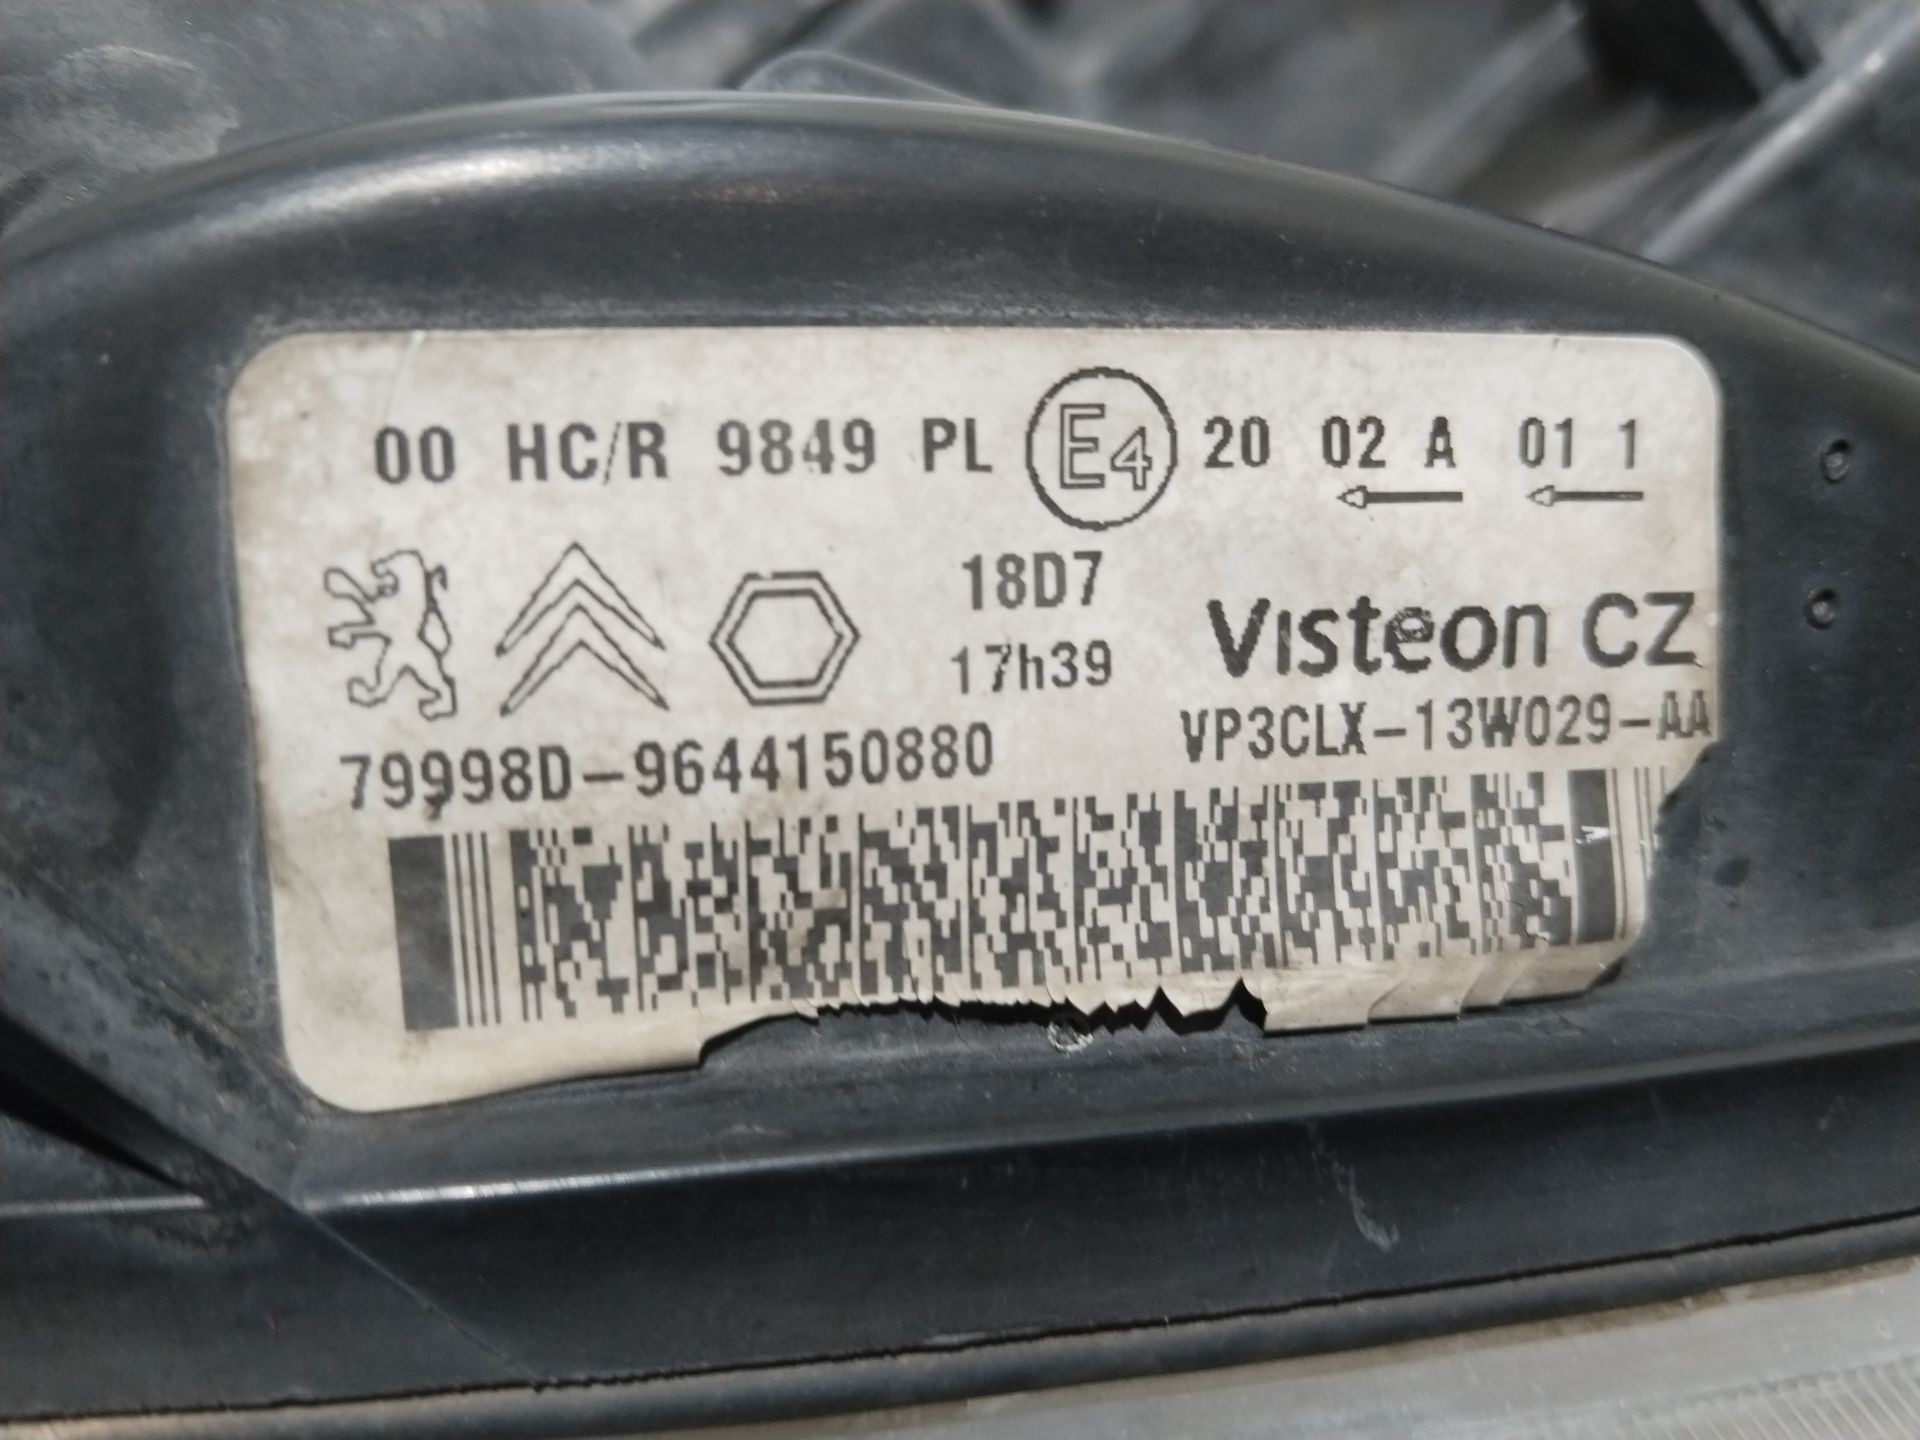 00 HC/R 9849 PL E4 20 02 A 01 1
18D7
17h39
Visteon CZ
79998D-9644150880
VP3CLX-13W029-AA